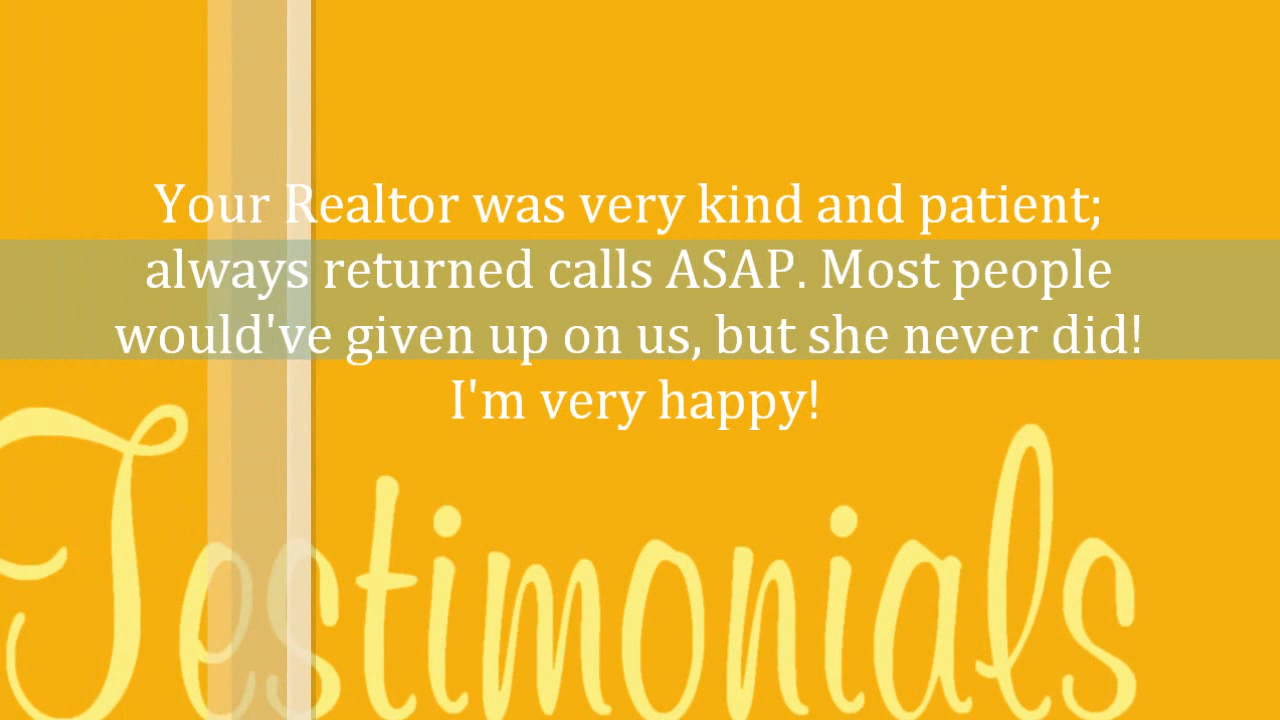 Your Realtor was very kind and patient;
always returned calls ASAP. Most people
would've given up on us, but she never did!
I'm very happy!
Testimonials